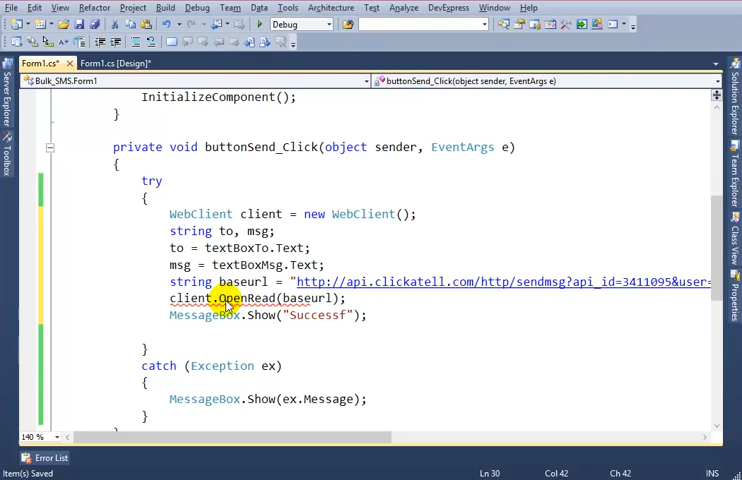 File Edit View Refactor Project Build Debug Team Data Tools Architecture Test Analyze DevExpress Window Help
Debug
Form1.cs* Form1.cs [Design]*
Bulk_SMS.Form1 buttonSend_Click(object sender, EventArgs e)
InitializeComponent();
}
private void buttonSend_Click(object sender, EventArgs e)
{
try
{
WebClient client = new WebClient();
string to, msg;
to = textBoxTo.Text;
msg = textBoxMsg.Text;
string baseurl = "http://api.clickatell.com/http/sendmsg?api_id=3411095&user=
client.OpenRead(baseurl);
MessageBox.Show("Successf");
}
catch (Exception ex)
{
MessageBox.Show(ex.Message);
}
}
140 %
Error List
Item(s) Saved Ln 30 Col 42 Ch 42 INS
Server Explorer
Toolbox
Solution Explorer
Team Explorer
Class View
Properties